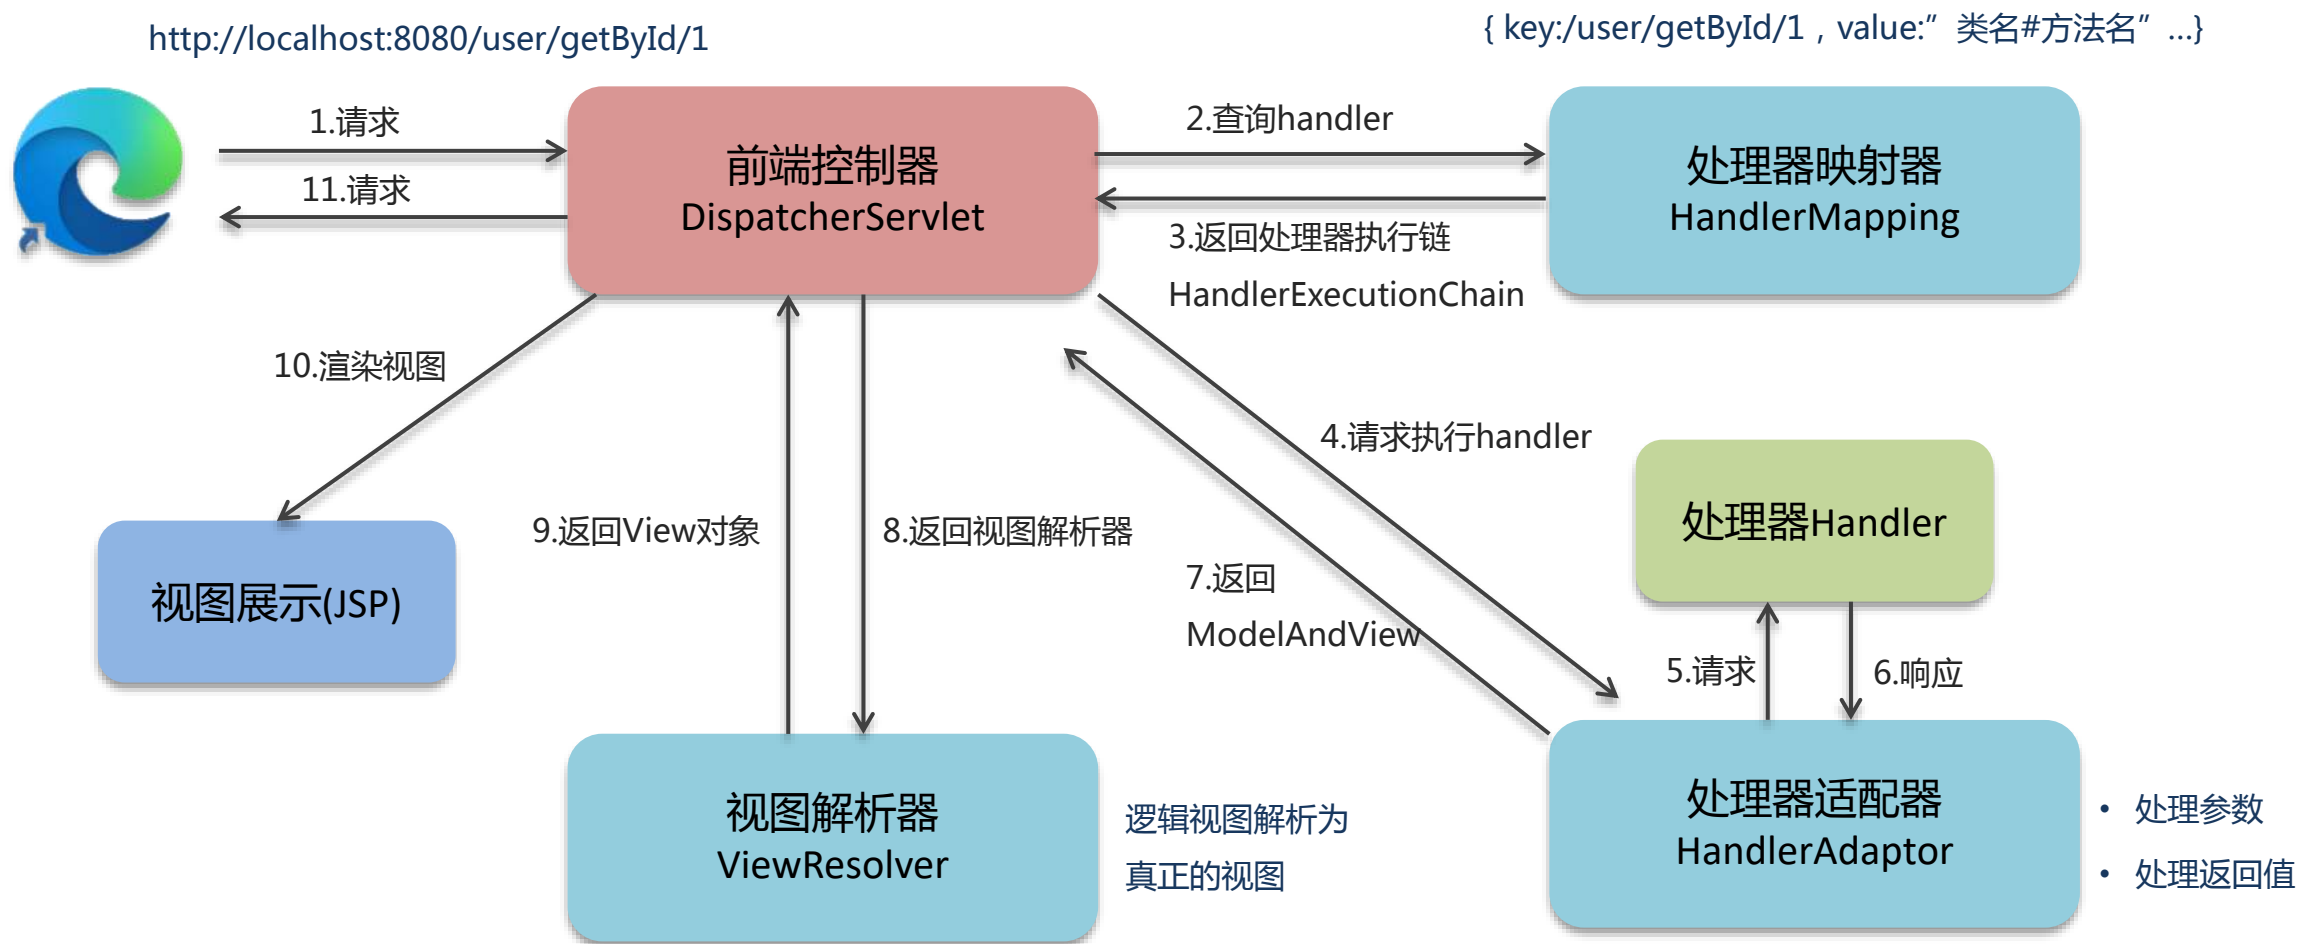 http://localhost:8080/user/getById/1
{ key:/user/getById/1，value:”类名#方法名” ...}
1.请求
11.请求
前端控制器
DispatcherServlet
2.查询handler
3.返回处理器执行链
HandlerExecutionChain
处理器映射器
HandlerMapping
10.渲染视图
4.请求执行handler
处理器Handler
9.返回View对象
8.返回视图解析器
7.返回
ModelAndView
视图展示(JSP)
5.请求
6.响应
视图解析器
ViewResolver
逻辑视图解析为
真正的视图
处理器适配器
HandlerAdaptor
• 处理参数
• 处理返回值